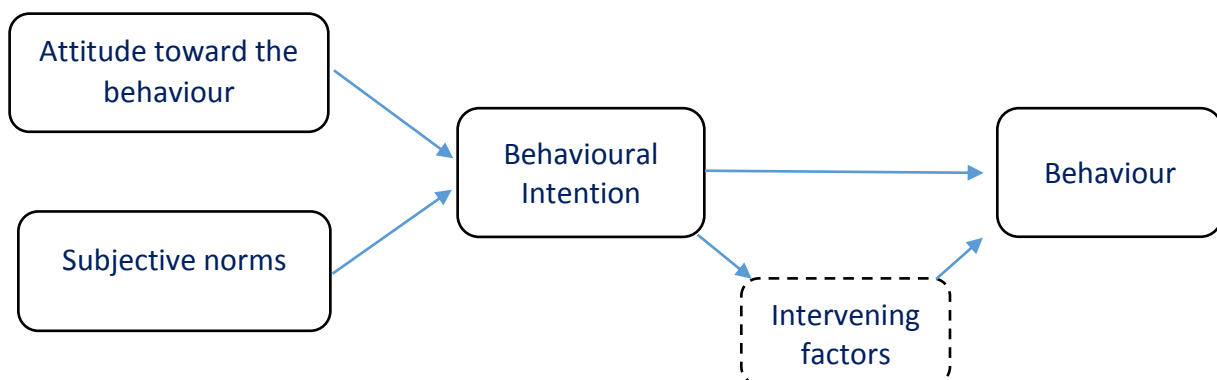 Attitude toward the
behaviour
Subjective norms
Behavioural
Intention
Behaviour
Intervening
factors